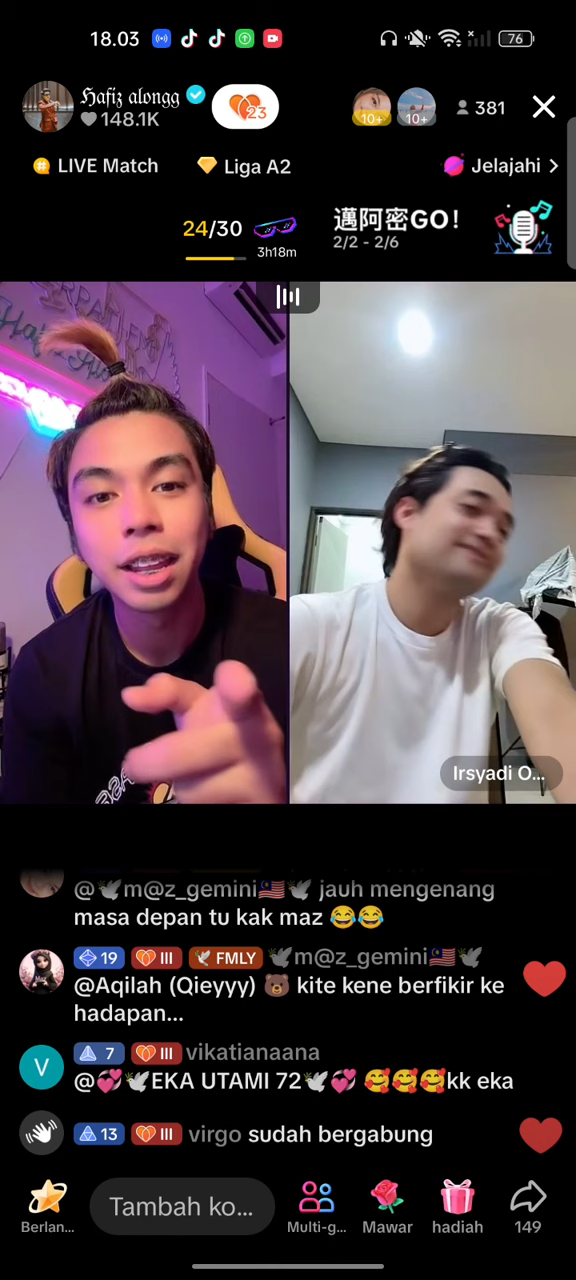 18.03
76
Hafiz alongg
148.1K
23
10+
10+
381
LIVE Match
Liga A2
Jelajahi
24/30
3h18m
邁阿密GO!
2/2 - 2/6
Irsyadi O...
@🕊️m@z_gemini🇲🇾🕊️ jauh mengenang
masa depan tu kak maz 😂😂
19 III FMLY 🕊️m@z_gemini🇲🇾🕊️
@Aqilah (Qieyyy) 🐻 kite kene berfikir ke
hadapan...
V
7 III vikatianaana
@💞🕊️EKA UTAMI 72🕊️💞 🥰🥰🥰kk eka
13 III virgo sudah bergabung
Berlan...
Tambah ko...
Multi-g...
Mawar
hadiah
149